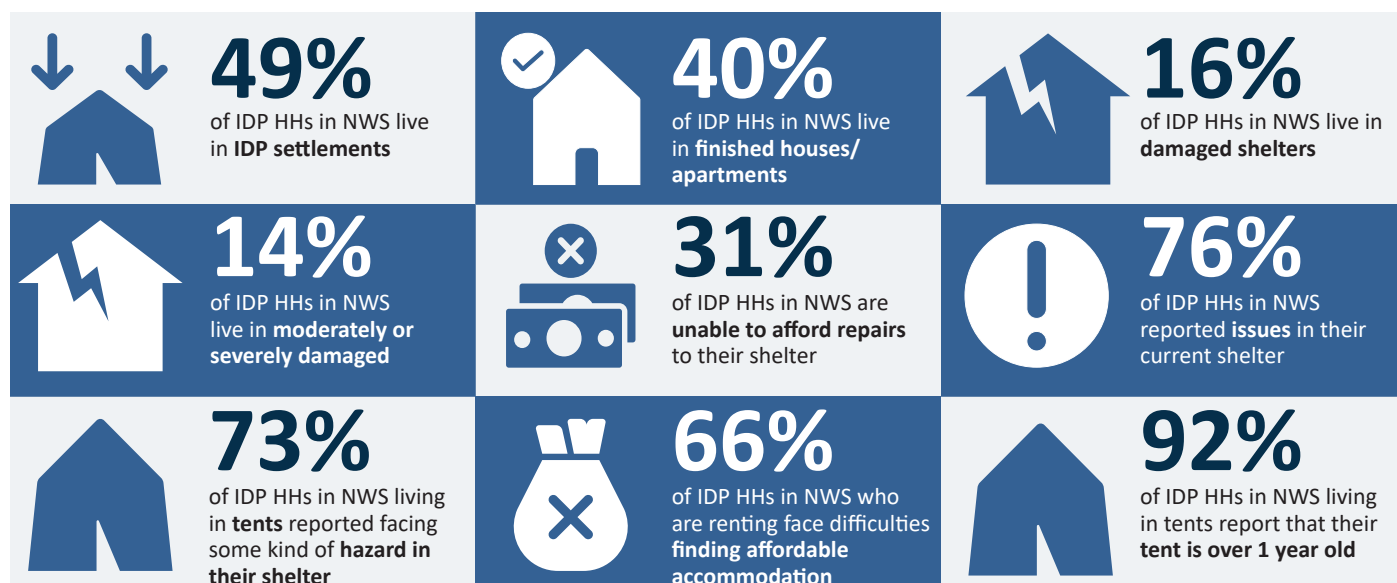 49%
of IDP HHs in NWS live
in IDP settlements
40%
of IDP HHs in NWS live
in finished houses/
apartments
16%
of IDP HHs in NWS live in
damaged shelters
14%
of IDP HHs in NWS
live in moderately or
severely damaged
31%
of IDP HHs in NWS are
unable to afford repairs
to their shelter
76%
of IDP HHs in NWS
reported issues in their
current shelter
73%
of IDP HHs in NWS living
in tents reported facing
some kind of hazard in
their shelter
66%
of IDP HHs in NWS who
are renting face difficulties
finding affordable
accommodation
92%
of IDP HHs in NWS living
in tents report that their
tent is over 1 year old